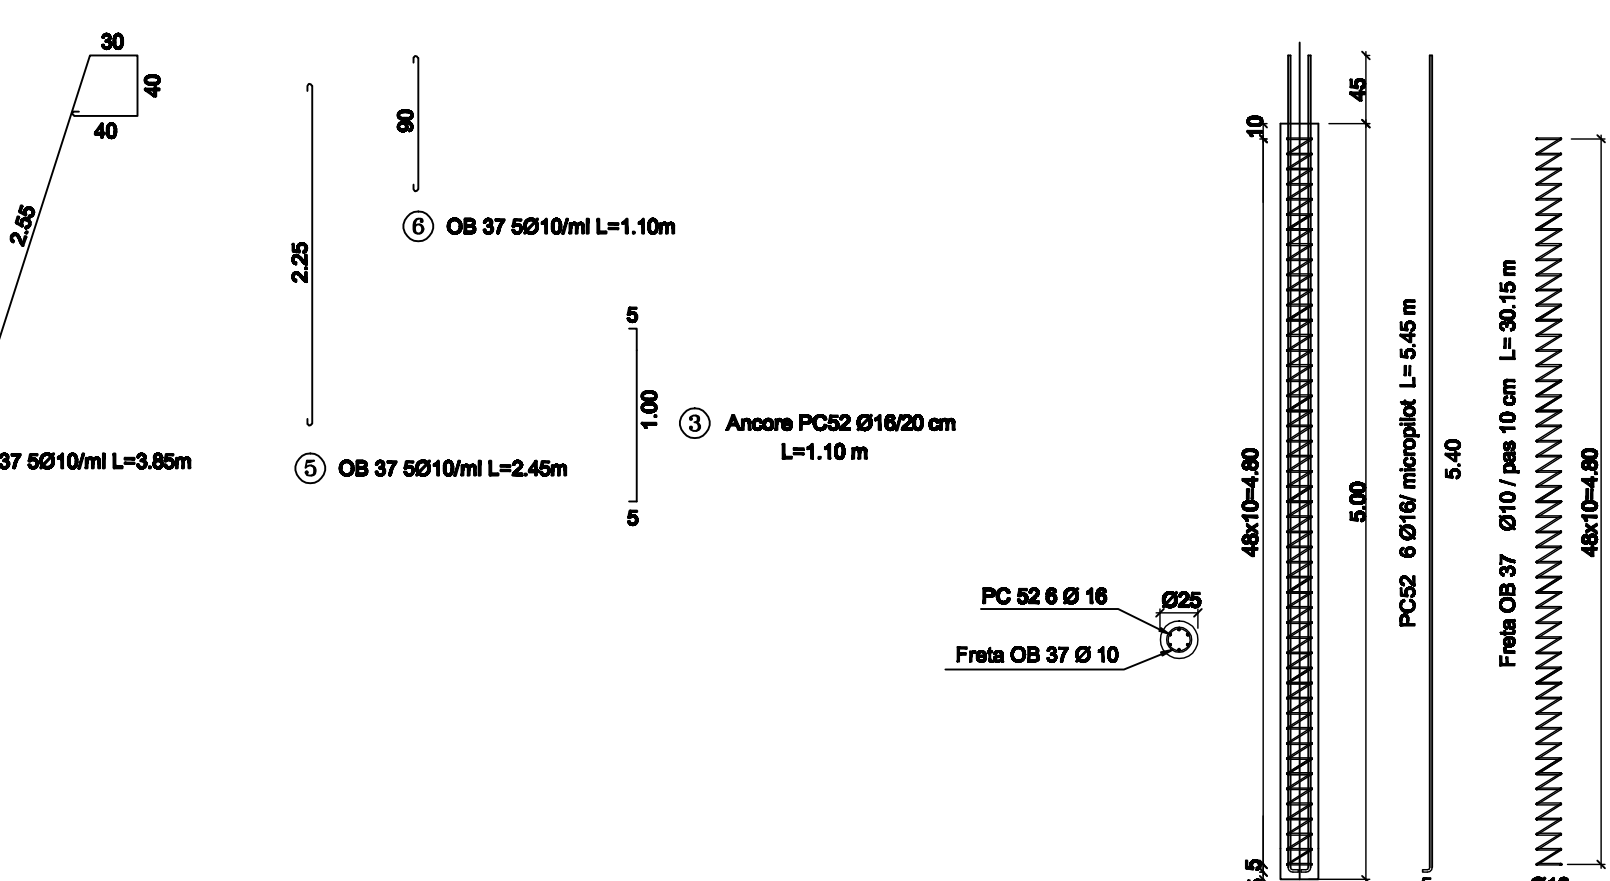 30
40
40
2.55
37 5Ø10/ml L=3.85m
2.25
5 OB 37 5Ø10/ml L=2.45m
90
6 OB 37 5Ø10/ml L=1.10m
5
1.00
5
3 Ancore PC52 Ø16/20 cm
L=1.10 m
PC 52 6 Ø 16
Freta OB 37 Ø 10
Ø25
10
48x10=4.80
5
45
5.00
PC52 6 Ø16/ micropilot L= 5.45 m
5.40
Freta OB 37 Ø10 / pas 10 cm L= 30.15 m
48x10=4.80